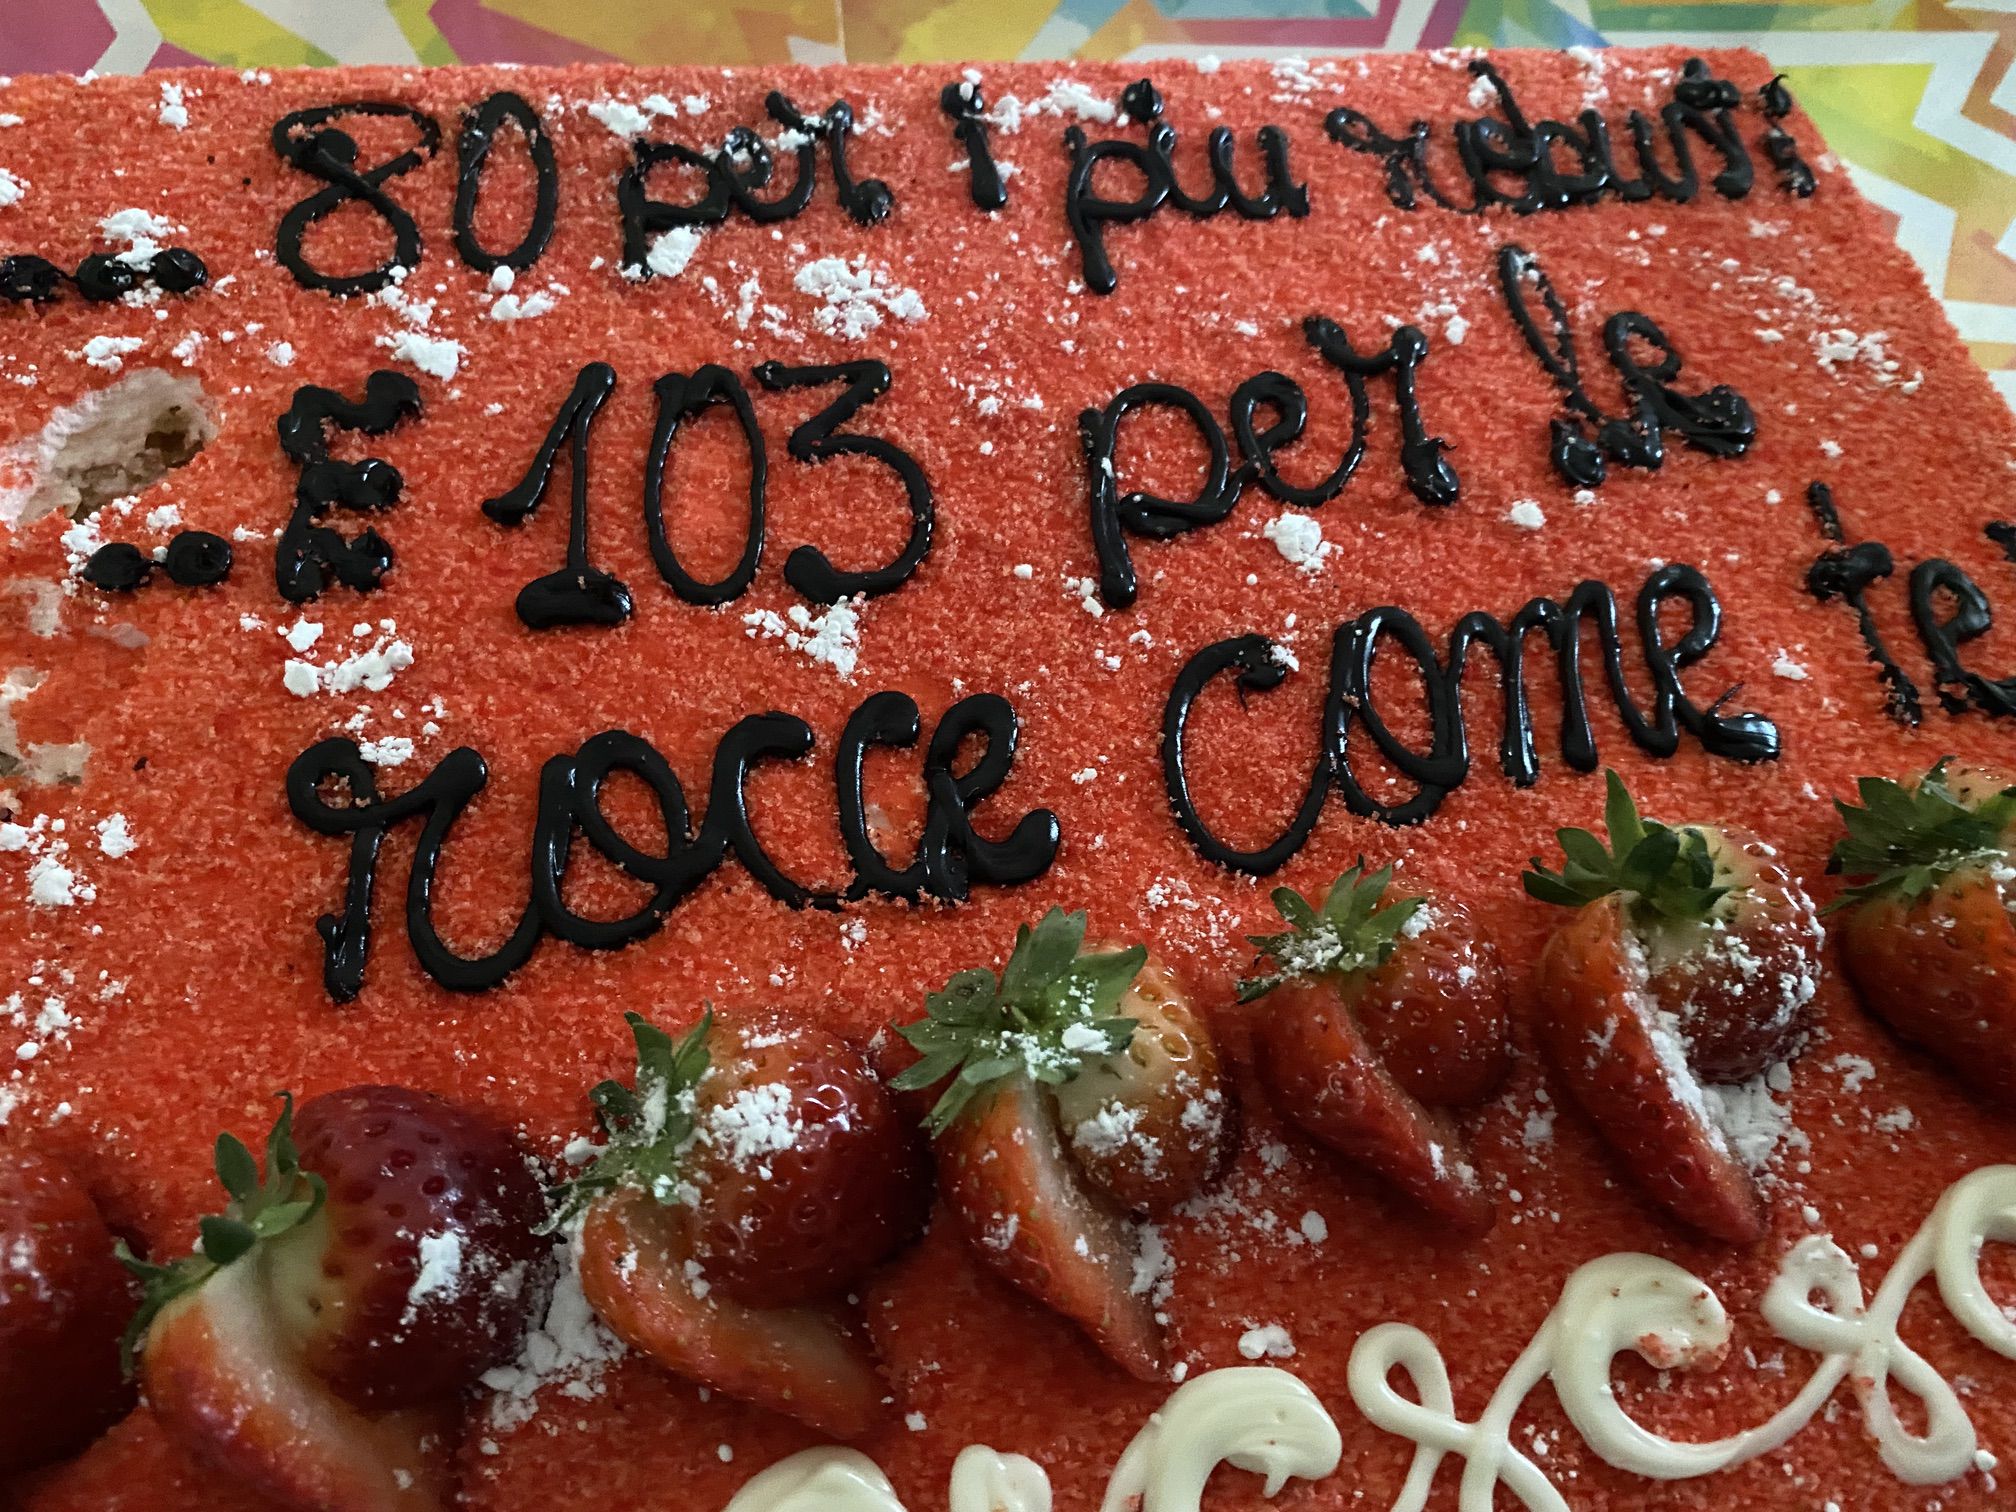 ... 80 per i più robusti
... E 103 per le
rocce come te